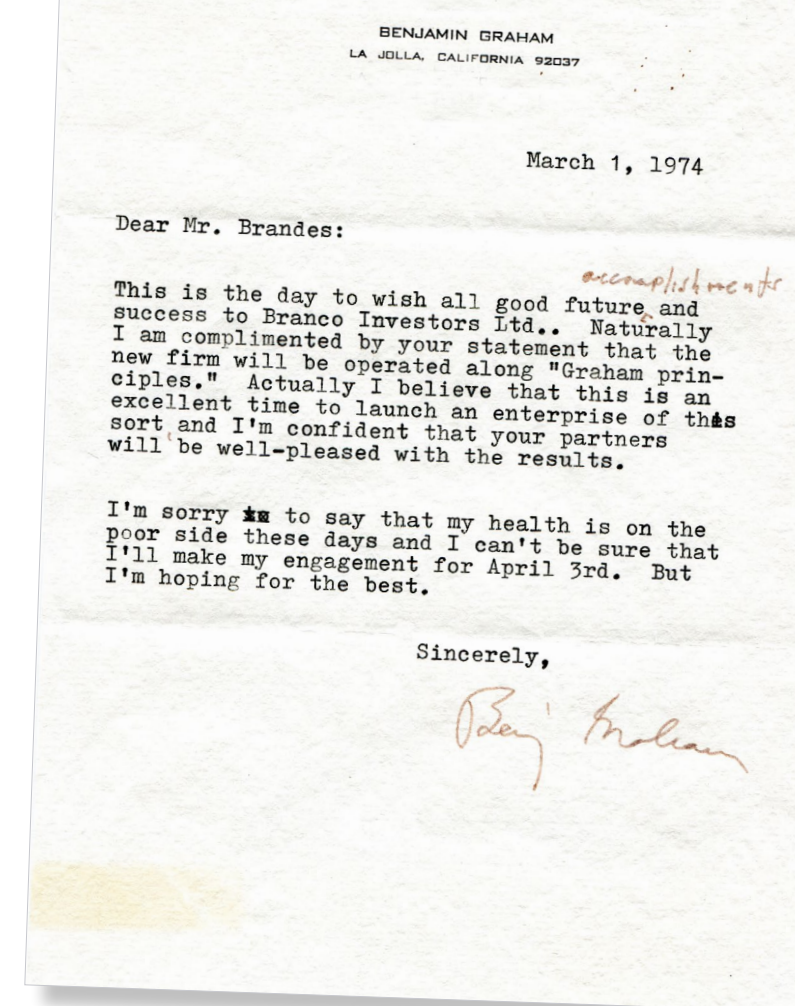 BENJAMIN GRAHAM
LA JOLLA, CALIFORNIA 92037
March 1, 1974
Dear Mr. Brandes:
accomplishments
This is the day to wish all good future and
success to Branco Investors Ltd.. Naturally
I am complimented by your statement that the
new firm will be operated along "Graham prin-
ciples." Actually I believe that this is an
excellent time to launch an enterprise of this
sort and I'm confident that your partners
will be well-pleased with the results.
I'm sorry to say that my health is on the
poor side these days and I can't be sure that
I'll make my engagement for April 3rd. But
I'm hoping for the best.
Sincerely,
Benj Graham